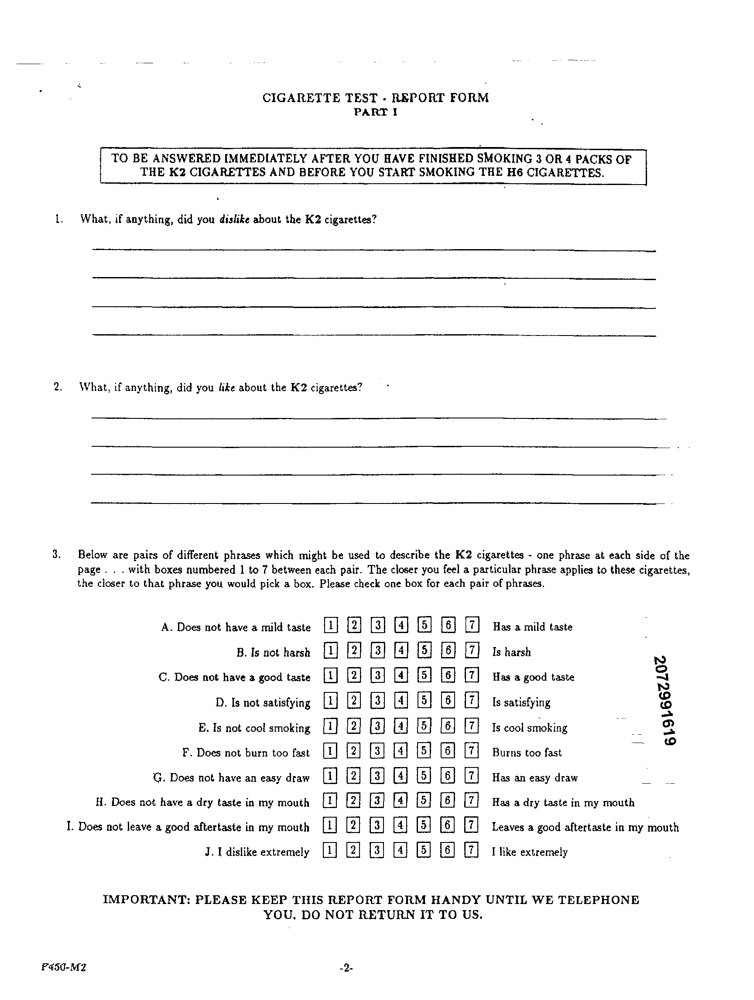 CIGARETTE TEST - REPORT FORM
PART I
TO BE ANSWERED IMMEDIATELY AFTER YOU HAVE FINISHED SMOKING 3 OR 4 PACKS OF
THE K2 CIGARETTES AND BEFORE YOU START SMOKING THE H6 CIGARETTES.
1. What, if anything, did you dislike about the K2 cigarettes?
2. What, if anything, did you like about the K2 cigarettes?
3. Below are pairs of different phrases which might be used to describe the K2 cigarettes - one phrase at each side of the
page . . . with boxes numbered 1 to 7 between each pair. The closer you feel a particular phrase applies to these cigarettes,
the closer to that phrase you would pick a box. Please check one box for each pair of phrases.
A. Does not have a mild taste 1 2 3 4 5 6 7 Has a mild taste
B. Is not harsh 1 2 3 4 5 6 7 Is harsh
C. Does not have a good taste 1 2 3 4 5 6 7 Has a good taste
D. Is not satisfying 1 2 3 4 5 6 7 Is satisfying
E. Is not cool smoking 1 2 3 4 5 6 7 Is cool smoking
F. Does not burn too fast 1 2 3 4 5 6 7 Burns too fast
G. Does not have an easy draw 1 2 3 4 5 6 7 Has an easy draw
H. Does not have a dry taste in my mouth 1 2 3 4 5 6 7 Has a dry taste in my mouth
I. Does not leave a good aftertaste in my mouth 1 2 3 4 5 6 7 Leaves a good aftertaste in my mouth
J. I dislike extremely 1 2 3 4 5 6 7 I like extremely
2072991619
IMPORTANT: PLEASE KEEP THIS REPORT FORM HANDY UNTIL WE TELEPHONE
YOU. DO NOT RETURN IT TO US.
P450-M2
-2-